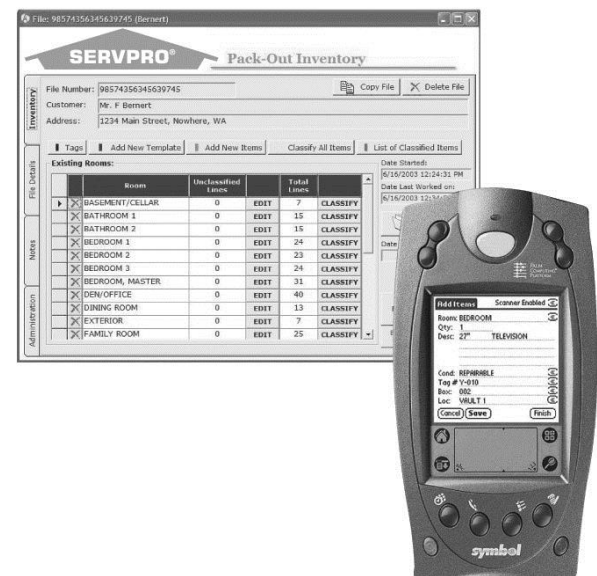 File: 98574356345639745 (Bernert)
SERVPRO® Pack-Out Inventory
Inventory
File Details
Notes
Administration
File Number: 98574356345639745
Copy File
Delete File
Customer: Mr. F Bernert
Address: 1234 Main Street, Nowhere, WA
Tags
Add New Template
Add New Items
Classify All Items
List of Classified Items
Existing Rooms:
Room Unclassified Lines Total Lines
BASEMENT/CELLAR 0 EDIT 7 CLASSIFY
BATHROOM 1 0 EDIT 15 CLASSIFY
BATHROOM 2 0 EDIT 15 CLASSIFY
BEDROOM 1 0 EDIT 24 CLASSIFY
BEDROOM 2 0 EDIT 23 CLASSIFY
BEDROOM 3 0 EDIT 24 CLASSIFY
BEDROOM, MASTER 0 EDIT 31 CLASSIFY
DEN/OFFICE 0 EDIT 40 CLASSIFY
DINING ROOM 0 EDIT 13 CLASSIFY
EXTERIOR 0 EDIT 7 CLASSIFY
FAMILY ROOM 0 EDIT 25 CLASSIFY
Date Started:
6/16/2003 12:24:31 PM
Date Last Worked on:
6/16/2003
Date
PALM COMPUTING PLATFORM
Add Items Scanner Enabled
Room: BEDROOM
Qty: 1
Desc: 27" TELEVISION
Cond: REPAIRABLE
Tag # Y-010
Box: 002
Loc: VAULT 1
Cancel Save Finish
symbol